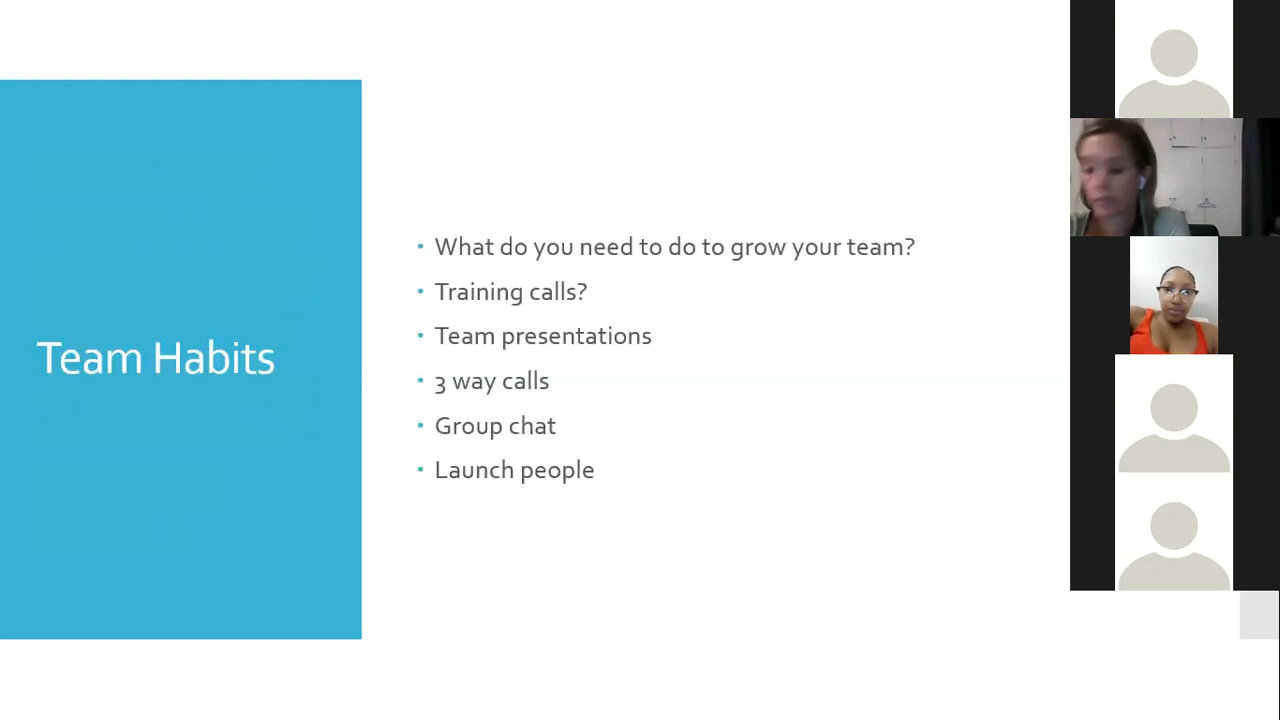 Team Habits
What do you need to do to grow your team?
Training calls?
Team presentations
3 way calls
Group chat
Launch people